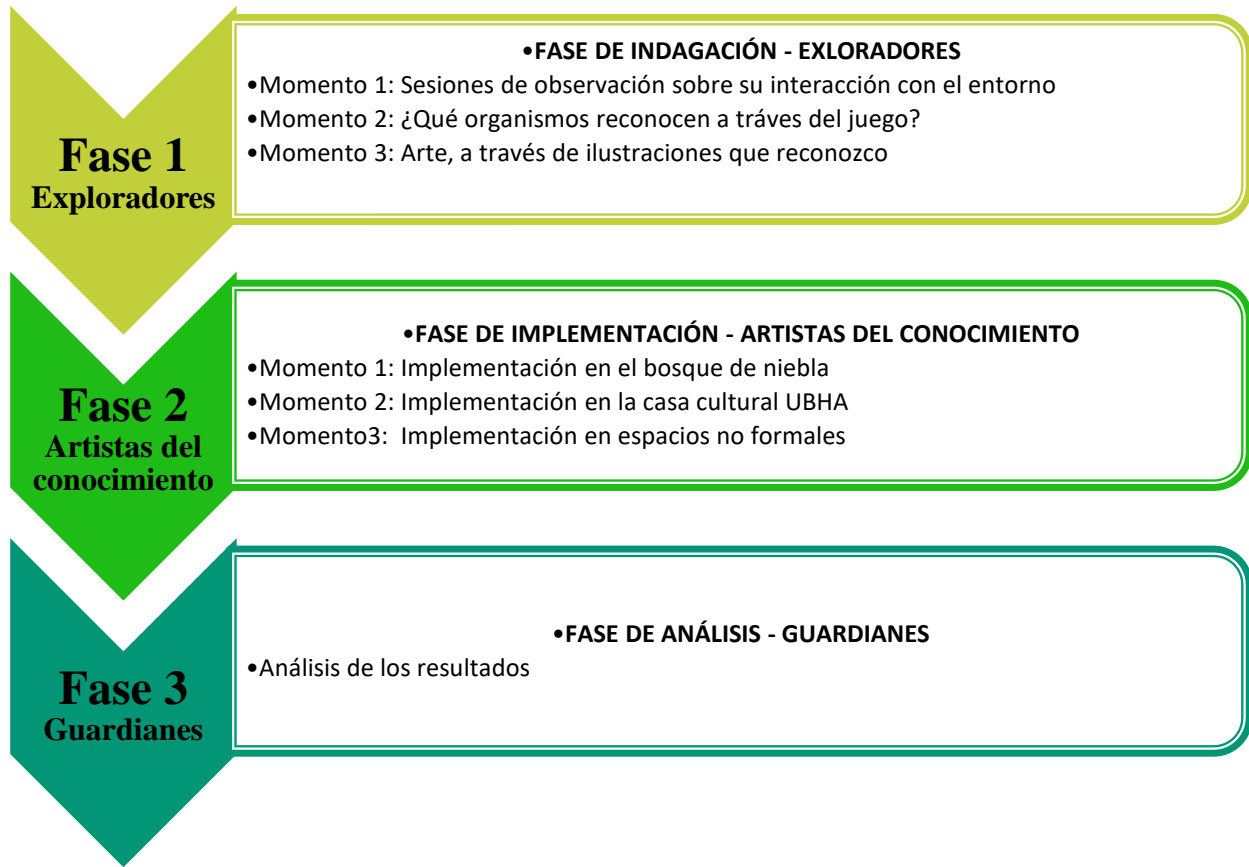 Fase 1
Exploradores
•FASE DE INDAGACIÓN - EXLORADORES
•Momento 1: Sesiones de observación sobre su interacción con el entorno
•Momento 2: ¿Qué organismos reconocen a tráves del juego?
•Momento 3: Arte, a través de ilustraciones que reconozco
Fase 2
Artistas del
conocimiento
•FASE DE IMPLEMENTACIÓN - ARTISTAS DEL CONOCIMIENTO
•Momento 1: Implementación en el bosque de niebla
•Momento 2: Implementación en la casa cultural UBHA
•Momento3:  Implementación en espacios no formales
Fase 3
Guardianes
•FASE DE ANÁLISIS - GUARDIANES
•Análisis de los resultados